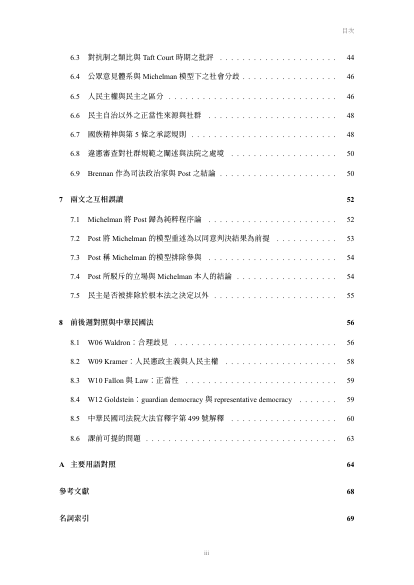 目次
6.3 對抗制之類比與 Taft Court 時期之批評 . . . . . . . . . . . . . . . . . . . . . 44
6.4 公眾意見體系與 Michelman 模型下之社會分歧 . . . . . . . . . . . . . . . . . 46
6.5 人民主權與民主之區分 . . . . . . . . . . . . . . . . . . . . . . . . . . . . . . 46
6.6 民主自治以外之正當性來源與社群 . . . . . . . . . . . . . . . . . . . . . . . . 48
6.7 國族精神與第 5 條之承認規則 . . . . . . . . . . . . . . . . . . . . . . . . . . 48
6.8 違憲審查對社群規範之闡述與法院之處境 . . . . . . . . . . . . . . . . . . . 50
6.9 Brennan 作為司法政治家與 Post 之結論 . . . . . . . . . . . . . . . . . . . . . 50
7 兩文之互相誤讀 52
7.1 Michelman 將 Post 歸為純粹程序論 . . . . . . . . . . . . . . . . . . . . . . . 52
7.2 Post 將 Michelman 的模型重述為以同意判決結果為前提 . . . . . . . . . . . 53
7.3 Post 稱 Michelman 的模型排除參與 . . . . . . . . . . . . . . . . . . . . . . . 54
7.4 Post 所駁斥的立場與 Michelman 本人的結論 . . . . . . . . . . . . . . . . . . 54
7.5 民主是否被排除於根本法之決定以外 . . . . . . . . . . . . . . . . . . . . . . 55
8 前後週對照與中華民國法 56
8.1 W06 Waldron：合理歧見 . . . . . . . . . . . . . . . . . . . . . . . . . . . . . 56
8.2 W09 Kramer：人民憲政主義與人民主權 . . . . . . . . . . . . . . . . . . . . 58
8.3 W10 Fallon 與 Law：正當性 . . . . . . . . . . . . . . . . . . . . . . . . . . . 59
8.4 W12 Goldstein：guardian democracy 與 representative democracy . . . . . . . 59
8.5 中華民國司法院大法官釋字第 499 號解釋 . . . . . . . . . . . . . . . . . . . . 60
8.6 課前可提的問題 . . . . . . . . . . . . . . . . . . . . . . . . . . . . . . . . . . 63
A 主要用語對照 64
參考文獻 68
名詞索引 69
iii